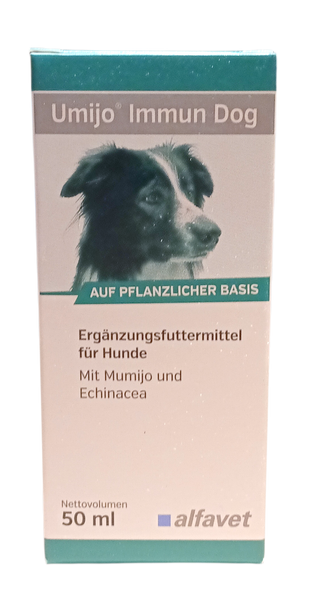 Umijo® Immun Dog
AUF PFLANZLICHER BASIS
Ergänzungsfuttermittel
für Hunde
Mit Mumijo und
Echinacea
Nettovolumen
50 ml
alfavet